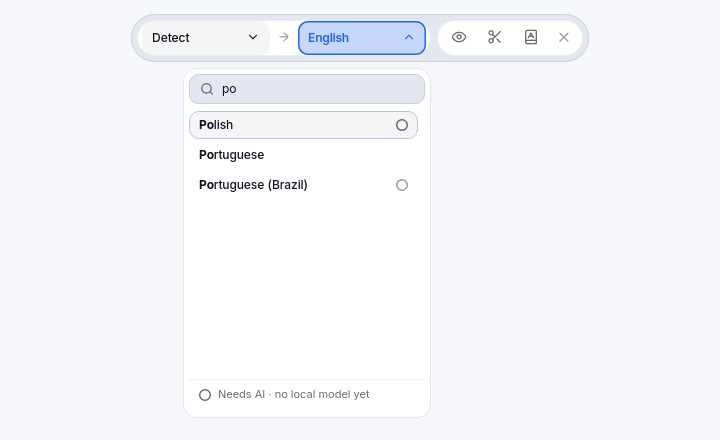 Detect
English
po
Polish
Portuguese
Portuguese (Brazil)
Needs AI · no local model yet